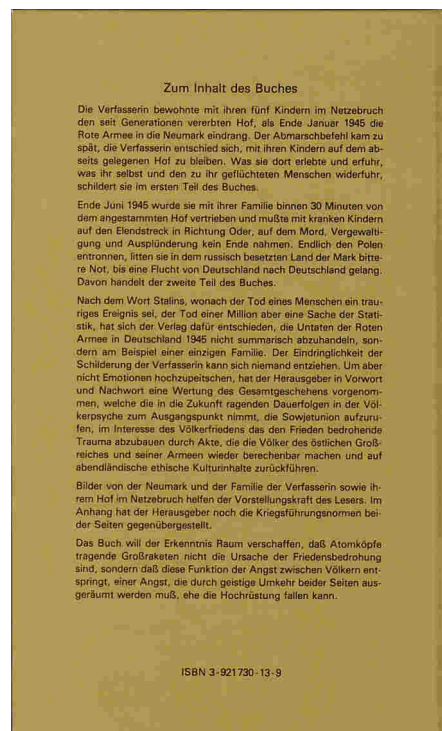 Zum Inhalt des Buches
Die Verfasserin bewohnte mit ihren fünf Kindern im Netzebruch
den seit Generationen vererbten Hof, als Ende Januar 1945 die
Rote Armee in die Neumark eindrang. Der Abmarschbefehl kam zu
spät, die Verfasserin entschied sich, mit ihren Kindern auf dem ab-
seits gelegenen Hof zu bleiben. Was sie dort erlebte und erfuhr,
was ihr selbst und den zu ihr geflüchteten Menschen widerfuhr,
schildert sie im ersten Teil des Buches.
Ende Juni 1945 wurde sie mit ihrer Familie binnen 30 Minuten von
dem angestammten Hof vertrieben und mußte mit kranken Kindern
auf den Elendstreck in Richtung Oder, auf dem Mord, Vergewalti-
gung und Ausplünderung kein Ende nahmen. Endlich den Polen
entronnen, litten sie in dem russisch besetzten Land der Mark bitte-
re Not, bis eine Flucht von Deutschland nach Deutschland gelang.
Davon handelt der zweite Teil des Buches.
Nach dem Wort Stalins, wonach der Tod eines Menschen ein trau-
riges Ereignis sei, der Tod einer Million aber eine Sache der Stati-
stik, hat sich der Verlag dafür entschieden, die Untaten der Roten
Armee in Deutschland 1945 nicht summarisch abzuhandeln, son-
dern am Beispiel einer einzigen Familie. Der Eindringlichkeit der
Schilderung der Verfasserin kann sich niemand entziehen. Um aber
nicht Emotionen hochzupeitschen, hat der Herausgeber in Vorwort
und Nachwort eine Wertung des Gesamtgeschehens vorgenom-
men, welche die in die Zukunft ragenden Dauerfolgen in der Völ-
kerpsyche zum Ausgangspunkt nimmt, die Sowjetunion aufzuru-
fen, im Interesse des Völkerfriedens das den Frieden bedrohende
Trauma abzubauen durch Akte, die die Völker des östlichen Groß-
reiches und seiner Armeen wieder berechenbar machen und auf
abendländische ethische Kulturinhalte zurückführen.
Bilder von der Neumark und der Familie der Verfasserin sowie ih-
rem Hof im Netzebruch helfen der Vorstellungskraft des Lesers. Im
Anhang hat der Herausgeber noch die Kriegsführungsnormen bei-
der Seiten gegenübergestellt.
Das Buch will der Erkenntnis Raum verschaffen, daß Atomköpfe
tragende Großraketen nicht die Ursache der Friedensbedrohung
sind, sondern daß diese Funktion der Angst zwischen Völkern ent-
springt, einer Angst, die durch geistige Umkehr beider Seiten aus-
geräumt werden muß, ehe die Hochrüstung fallen kann.
ISBN 3-921730-13-9